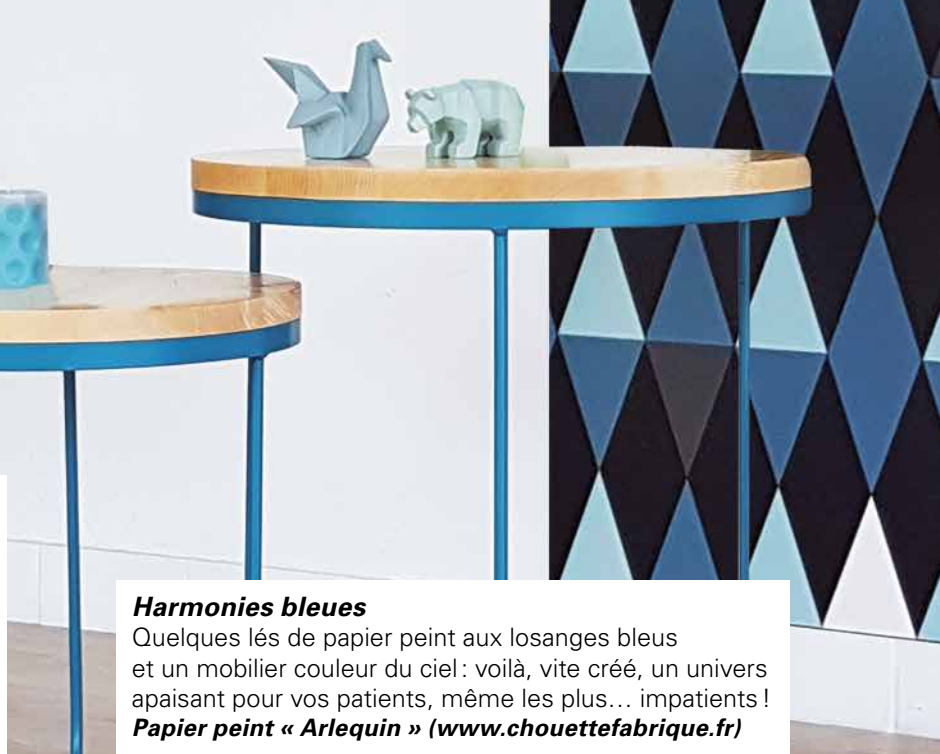 Harmonies bleues
Quelques lés de papier peint aux losanges bleus
et un mobilier couleur du ciel : voilà, vite créé, un univers
apaisant pour vos patients, même les plus… impatients !
Papier peint « Arlequin » (www.chouettefabrique.fr)